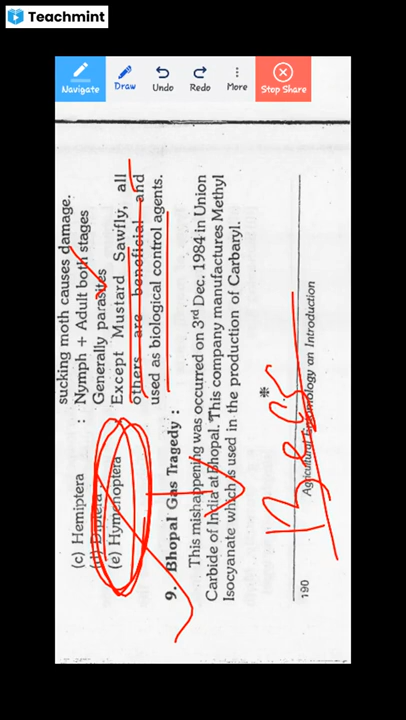 Teachmint
Navigate Draw Undo Redo More Stop Share
sucking moth causes damage.
(c) Hemiptera : Nymph + Adult both stages
(d) Diptera Generally parasites
(e) Hymenoptera Except Mustard Sawfly, all
others are beneficial and
used as biological control agents.
9. Bhopal Gas Tragedy :
This mishappening was occurred on 3rd Dec. 1984 in Union
Carbide of India at Bhopal. This company manufactures Methyl
Isocyanate which is used in the production of Carbaryl.
*
190 Agricultural Entomology an Introduction